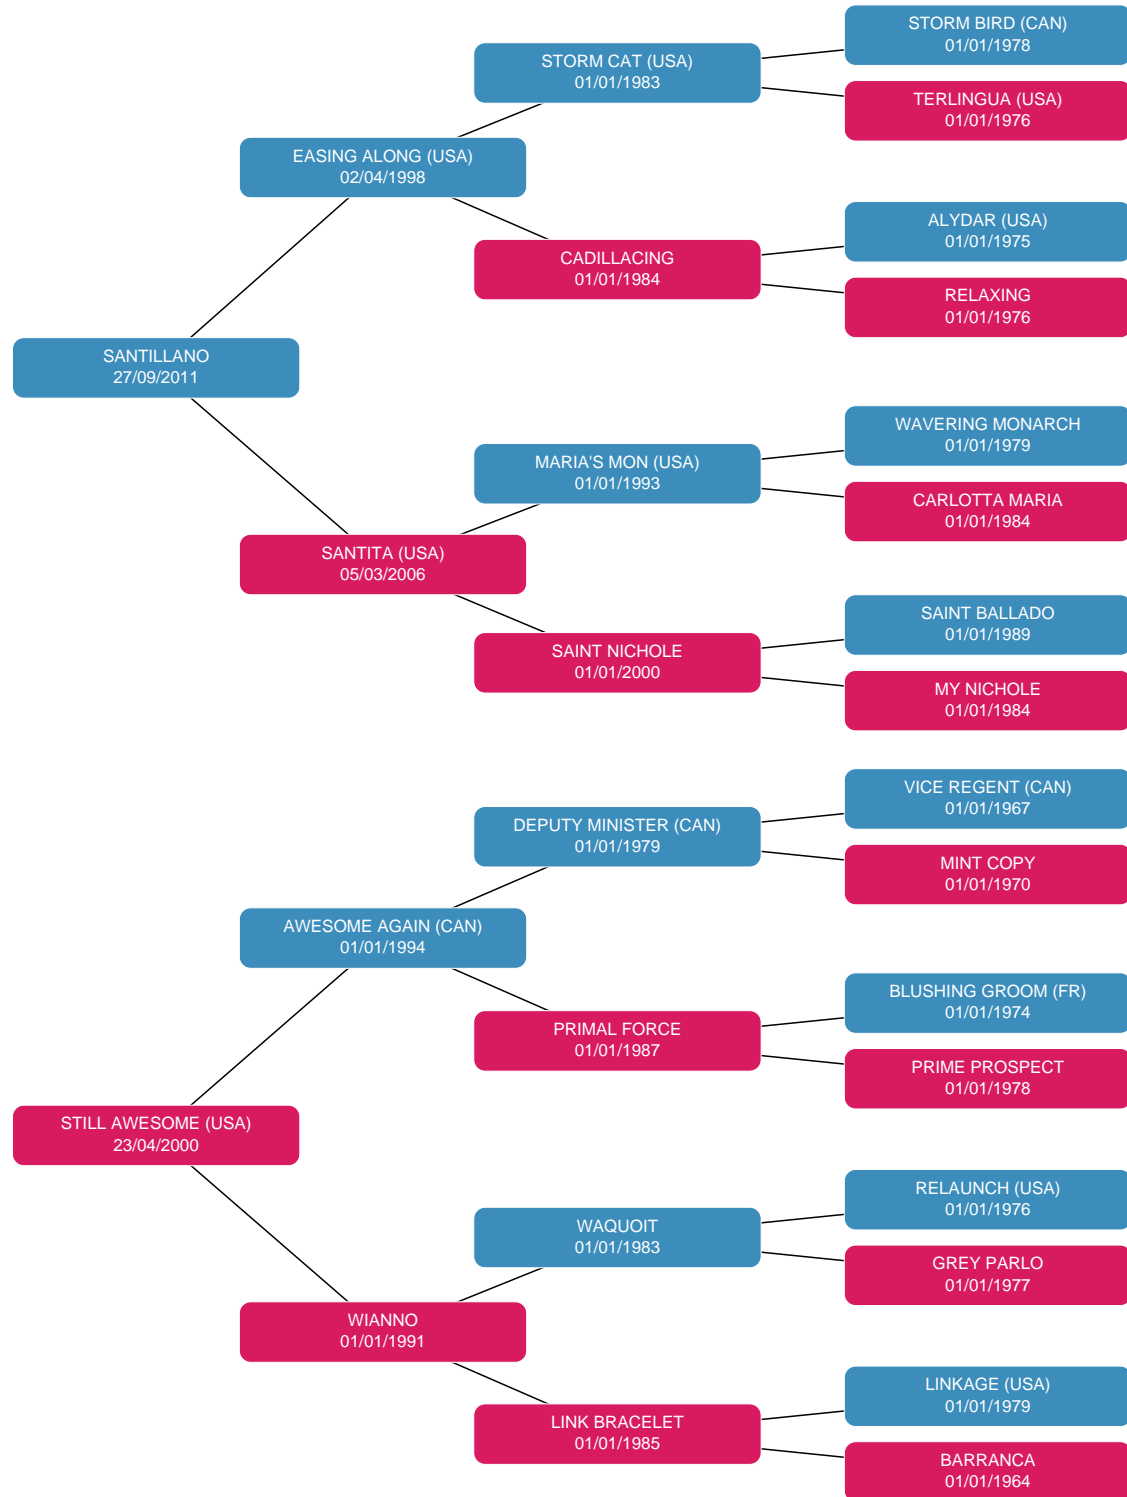 STORM BIRD (CAN)
01/01/1978
STORM CAT (USA)
01/01/1983
TERLINGUA (USA)
01/01/1976
EASING ALONG (USA)
02/04/1998
ALYDAR (USA)
01/01/1975
CADILLACING
01/01/1984
RELAXING
01/01/1976
SANTILLANO
27/09/2011
WAVERING MONARCH
01/01/1979
MARIA'S MON (USA)
01/01/1993
CARLOTTA MARIA
01/01/1984
SANTITA (USA)
05/03/2006
SAINT BALLADO
01/01/1989
SAINT NICHOLE
01/01/2000
MY NICHOLE
01/01/1984
VICE REGENT (CAN)
01/01/1967
DEPUTY MINISTER (CAN)
01/01/1979
MINT COPY
01/01/1970
AWESOME AGAIN (CAN)
01/01/1994
BLUSHING GROOM (FR)
01/01/1974
PRIMAL FORCE
01/01/1987
PRIME PROSPECT
01/01/1978
STILL AWESOME (USA)
23/04/2000
RELAUNCH (USA)
01/01/1976
WAQUOIT
01/01/1983
GREY PARLO
01/01/1977
WIANNO
01/01/1991
LINKAGE (USA)
01/01/1979
LINK BRACELET
01/01/1985
BARRANCA
01/01/1964